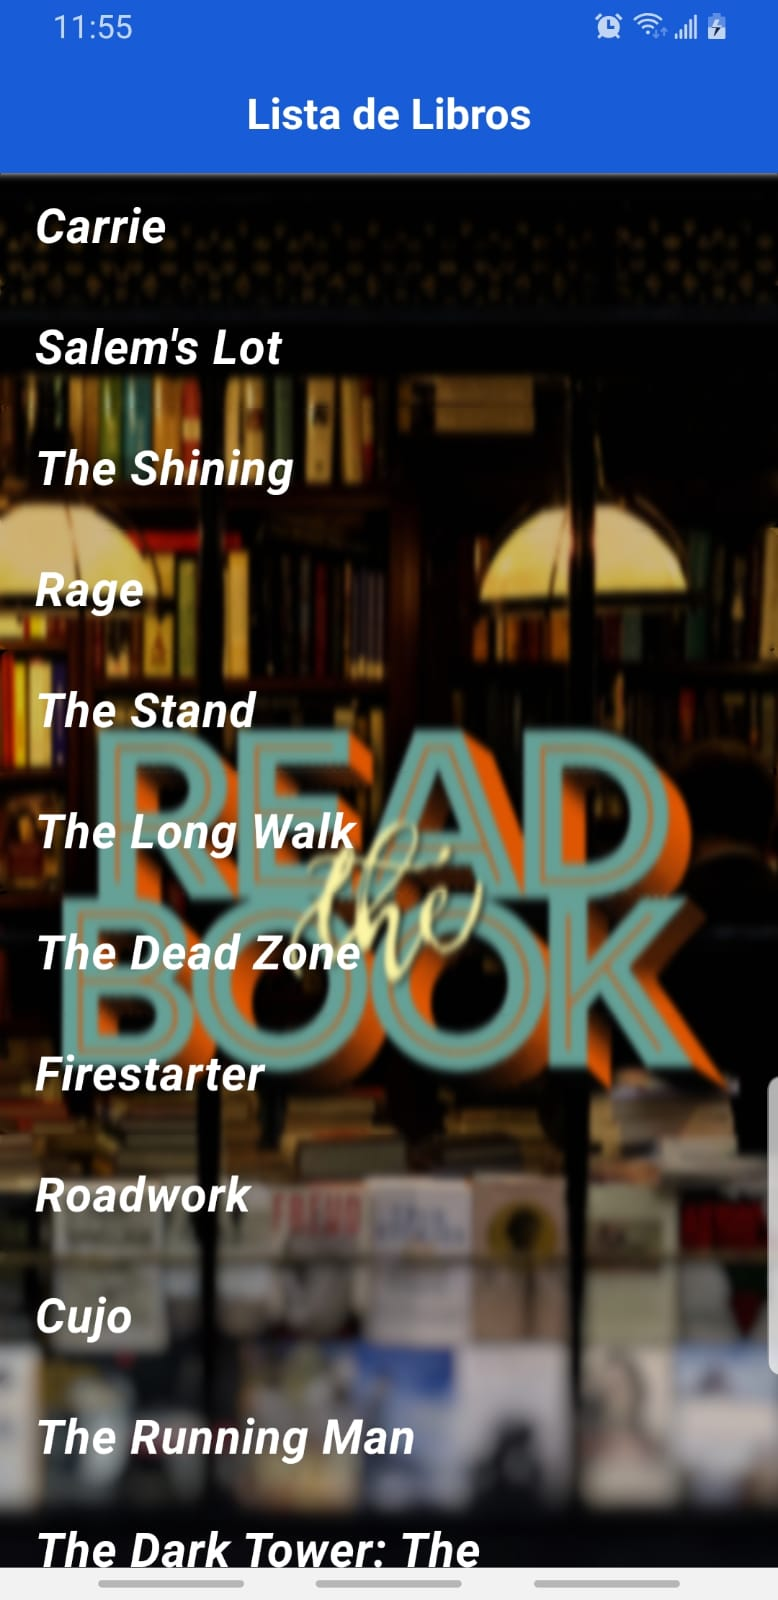 11:55
Lista de Libros
Carrie
Salem's Lot
The Shining
Rage
The Stand
READ
The Long Walk
the
The Dead Zone
BOOK
Firestarter
Roadwork
FREUD
Cujo
The Running Man
The Dark Tower: The